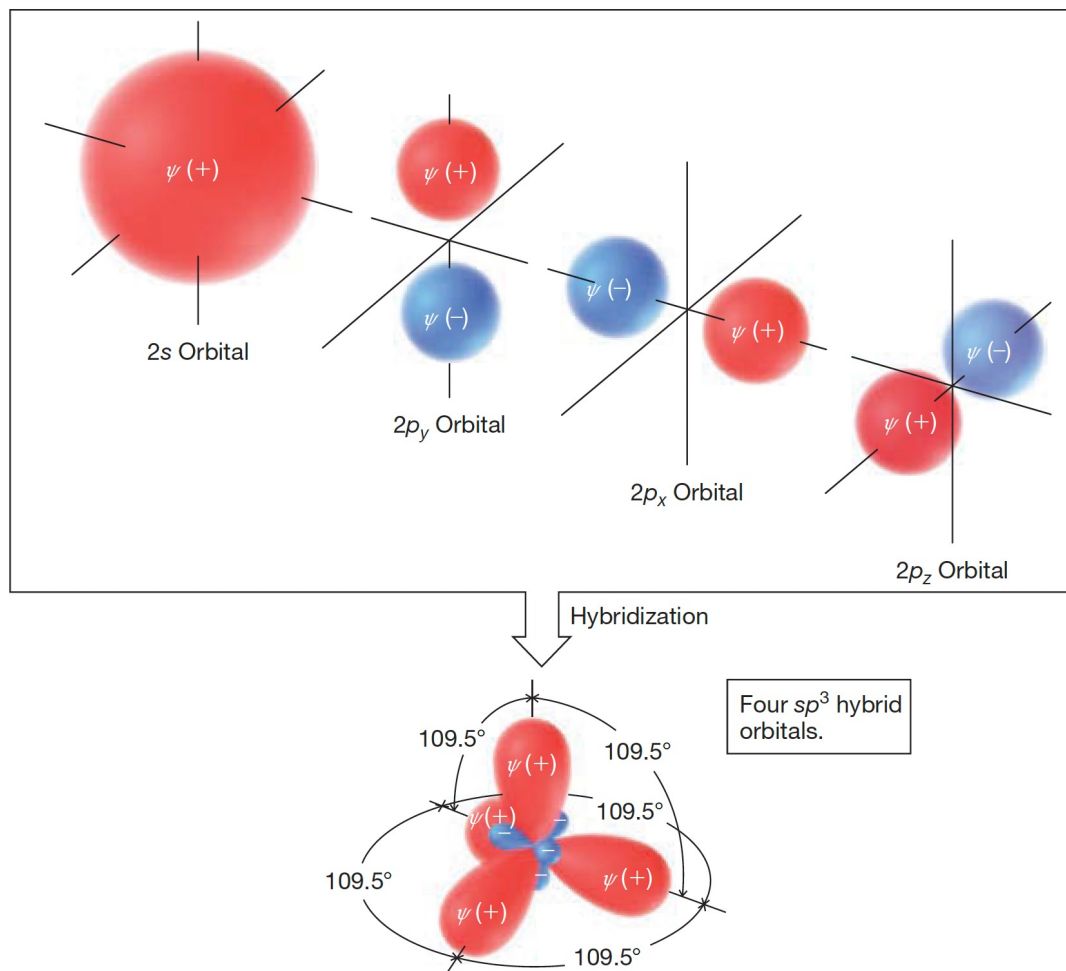 ψ (+)
2s Orbital
ψ (+)
ψ (–)
2py Orbital
ψ (–)
ψ (+)
2px Orbital
ψ (–)
ψ (+)
2pz Orbital
Hybridization
Four sp³ hybrid
orbitals.
109.5°
109.5°
ψ (+)
109.5°
ψ (+)
–
–
–
–
109.5°
ψ (+)
ψ (+)
109.5°